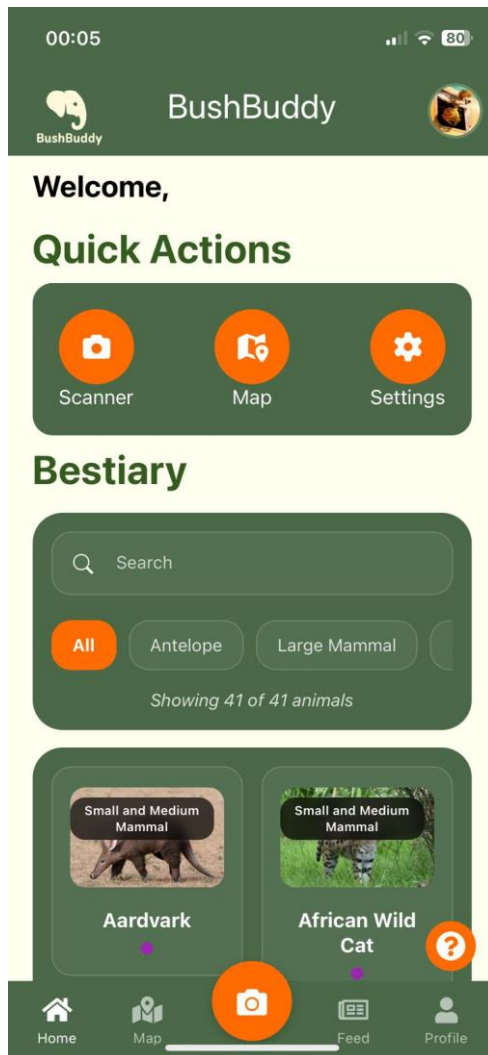 00:05
80
BushBuddy
BushBuddy
Welcome,
Quick Actions
Scanner
Map
Settings
Bestiary
Search
All
Antelope
Large Mammal
Showing 41 of 41 animals
Small and Medium
Mammal
Aardvark
Small and Medium
Mammal
African Wild
Cat
?
Home
Map
Feed
Profile